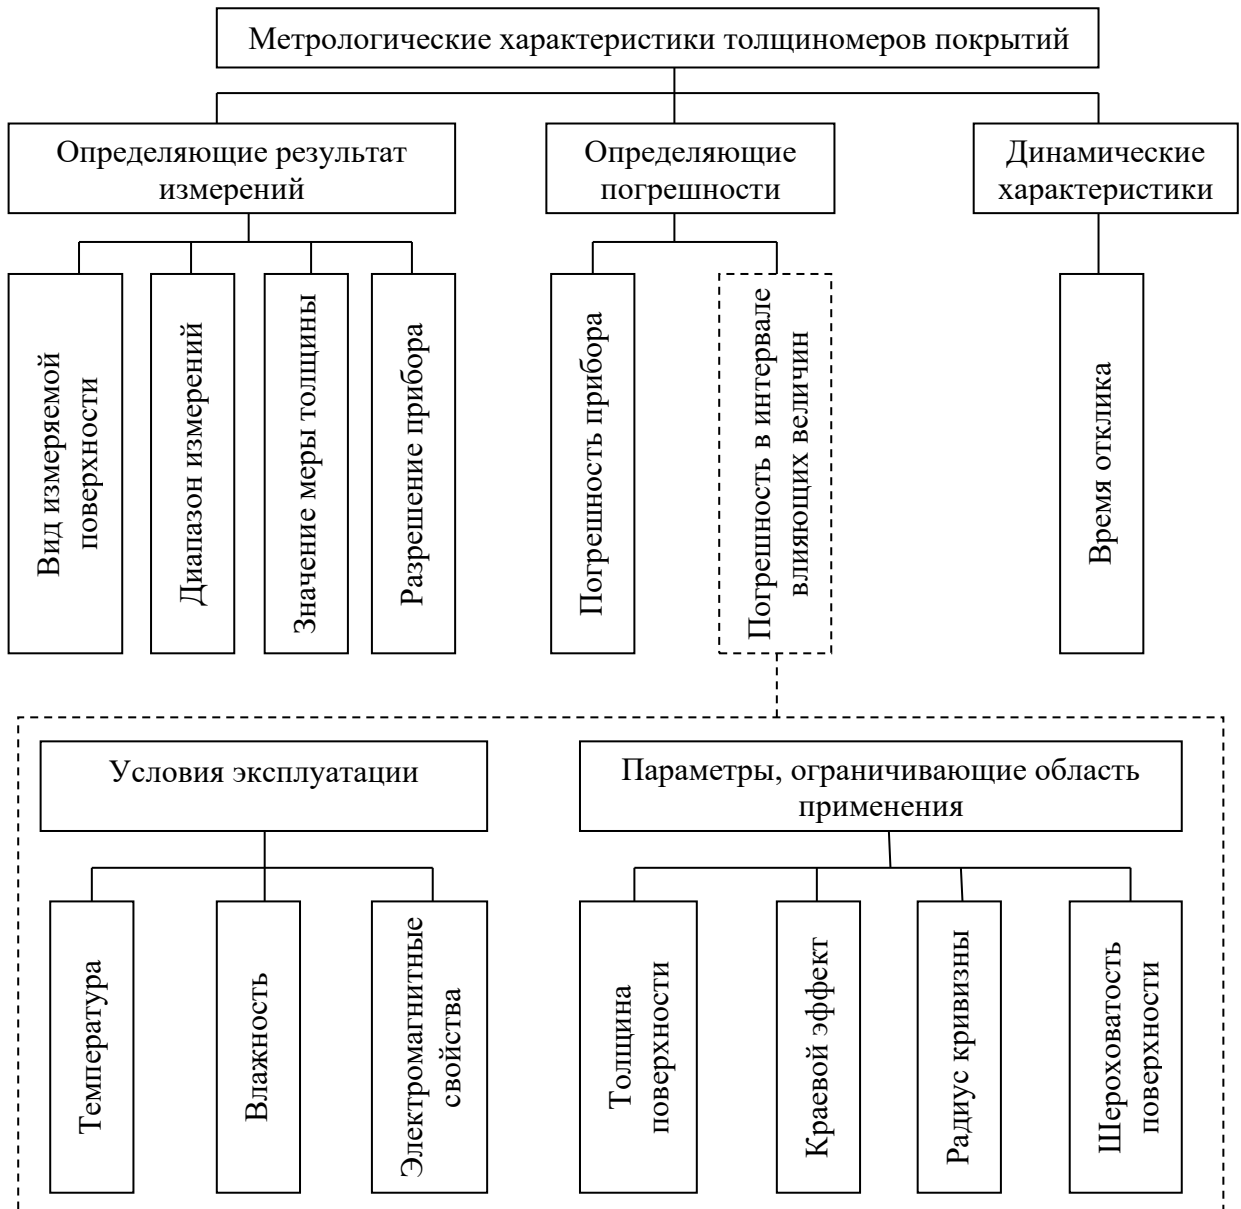 Метрологические характеристики толщиномеров покрытий
Определяющие результат
измерений
Определяющие
погрешности
Динамические
характеристики
Вид измеряемой
поверхности
Диапазон измерений
Значение меры толщины
Разрешение прибора
Погрешность прибора
Погрешность в интервале
влияющих величин
Время отклика
Условия эксплуатации
Параметры, ограничивающие область
применения
Температура
Влажность
Электромагнитные
свойства
Толщина
поверхности
Краевой эффект
Радиус кривизны
Шероховатость
поверхности